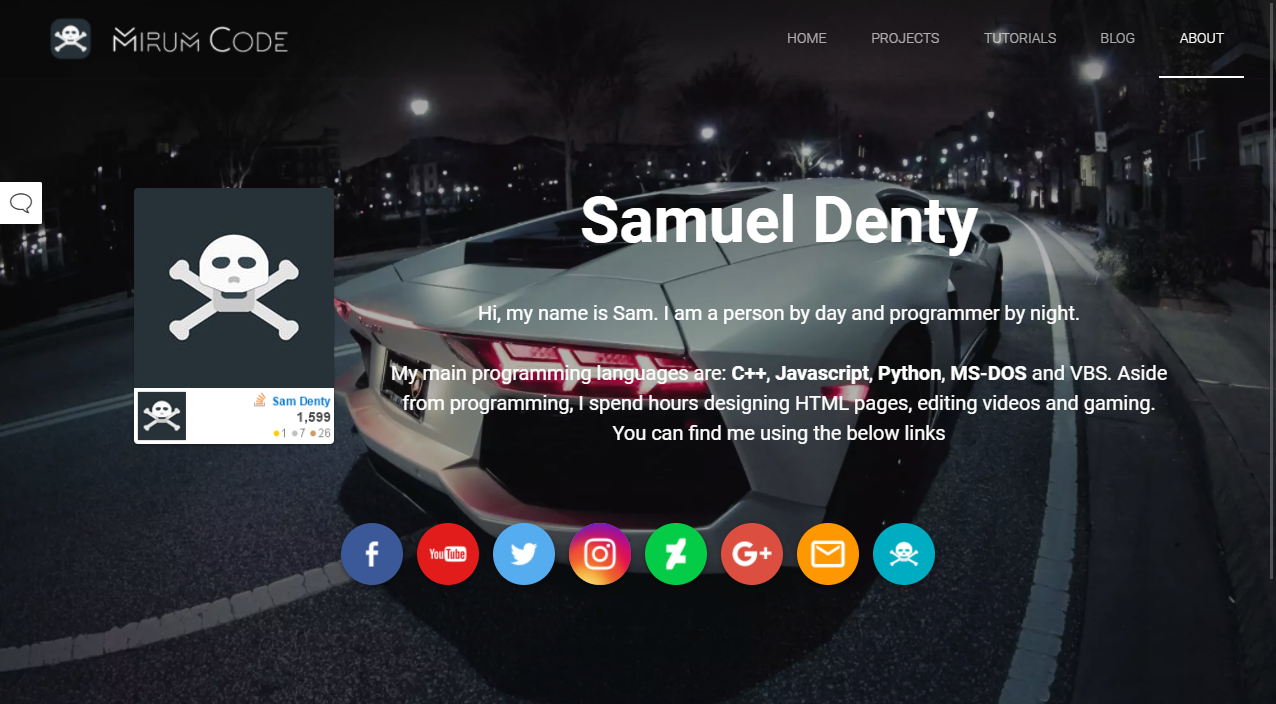 Mirum Code
HOME
PROJECTS
TUTORIALS
BLOG
ABOUT
Samuel Denty
Hi, my name is Sam. I am a person by day and programmer by night.
My main programming languages are: C++, Javascript, Python, MS-DOS and VBS. Aside
from programming, I spend hours designing HTML pages, editing videos and gaming.
You can find me using the below links
Sam Denty
1,599
1 7 26
f
YouTube
G+